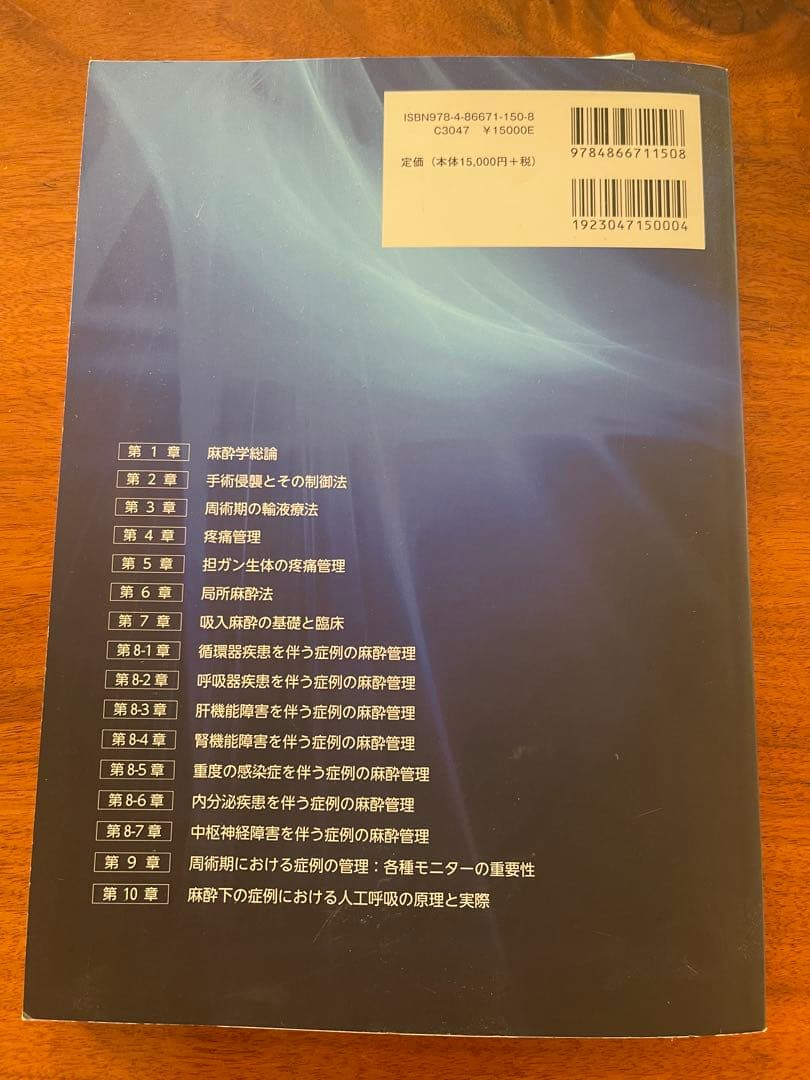 ISBN978-4-86671-150-8
C3047 ¥15000E
定価（本体15,000円＋税）
9784866711508
1923047150004
第 1 章 麻酔学総論
第 2 章 手術侵襲とその制御法
第 3 章 周術期の輸液療法
第 4 章 疼痛管理
第 5 章 担ガン生体の疼痛管理
第 6 章 局所麻酔法
第 7 章 吸入麻酔の基礎と臨床
第 8-1 章 循環器疾患を伴う症例の麻酔管理
第 8-2 章 呼吸器疾患を伴う症例の麻酔管理
第 8-3 章 肝機能障害を伴う症例の麻酔管理
第 8-4 章 腎機能障害を伴う症例の麻酔管理
第 8-5 章 重度の感染症を伴う症例の麻酔管理
第 8-6 章 内分泌疾患を伴う症例の麻酔管理
第 8-7 章 中枢神経障害を伴う症例の麻酔管理
第 9 章 周術期における症例の管理：各種モニターの重要性
第 10 章 麻酔下の症例における人工呼吸の原理と実際